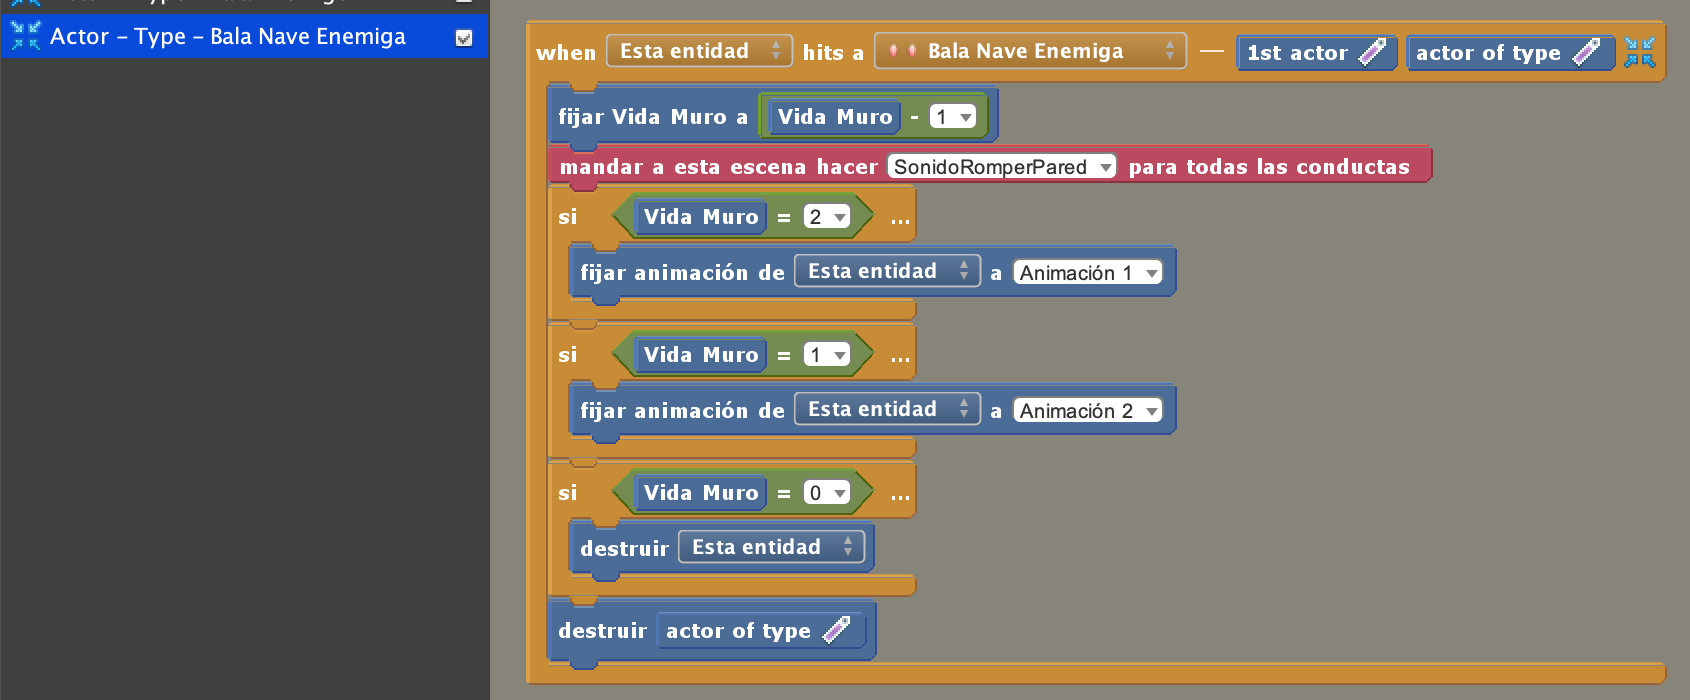 Actor – Type – Bala Nave Enemiga
when Esta entidad hits a Bala Nave Enemiga — 1st actor actor of type
fijar Vida Muro a Vida Muro - 1
mandar a esta escena hacer SonidoRomperPared para todas las conductas
si Vida Muro = 2 ...
fijar animación de Esta entidad a Animación 1
si Vida Muro = 1 ...
fijar animación de Esta entidad a Animación 2
si Vida Muro = 0 ...
destruir Esta entidad
destruir actor of type